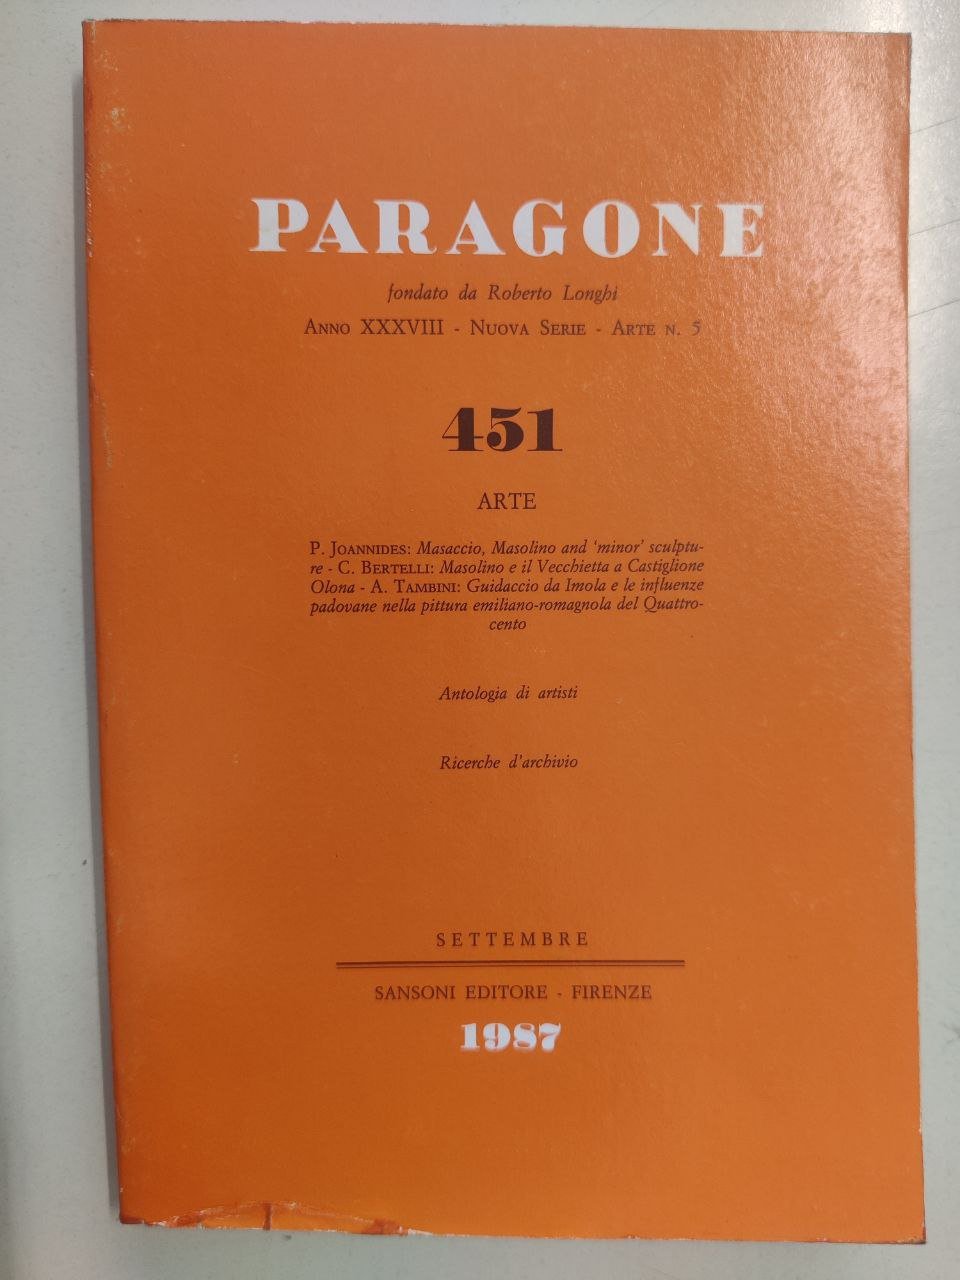 PARAGONE
fondato da Roberto Longhi
ANNO XXXVIII - NUOVA SERIE - ARTE N. 5
451
ARTE
P. JOANNIDES: Masaccio, Masolino and ‘minor’ sculptu-
re - C. BERTELLI: Masolino e il Vecchietta a Castiglione
Olona - A. TAMBINI: Guidaccio da Imola e le influenze
padovane nella pittura emiliano-romagnola del Quattro-
cento
Antologia di artisti
Ricerche d'archivio
SETTEMBRE
SANSONI EDITORE - FIRENZE
1987